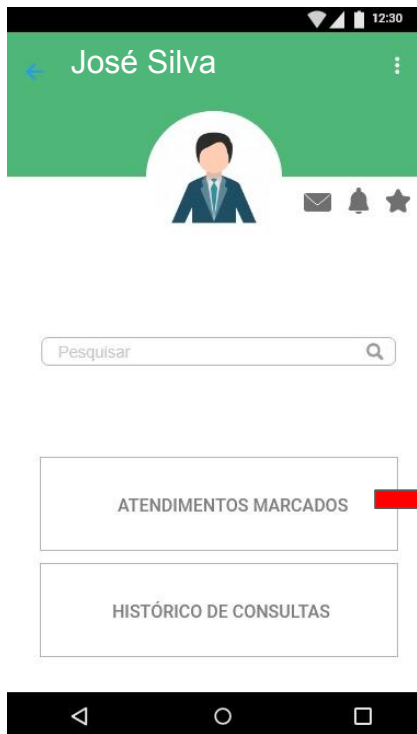 12:30
José Silva
Pesquisar
ATENDIMENTOS MARCADOS
HISTÓRICO DE CONSULTAS